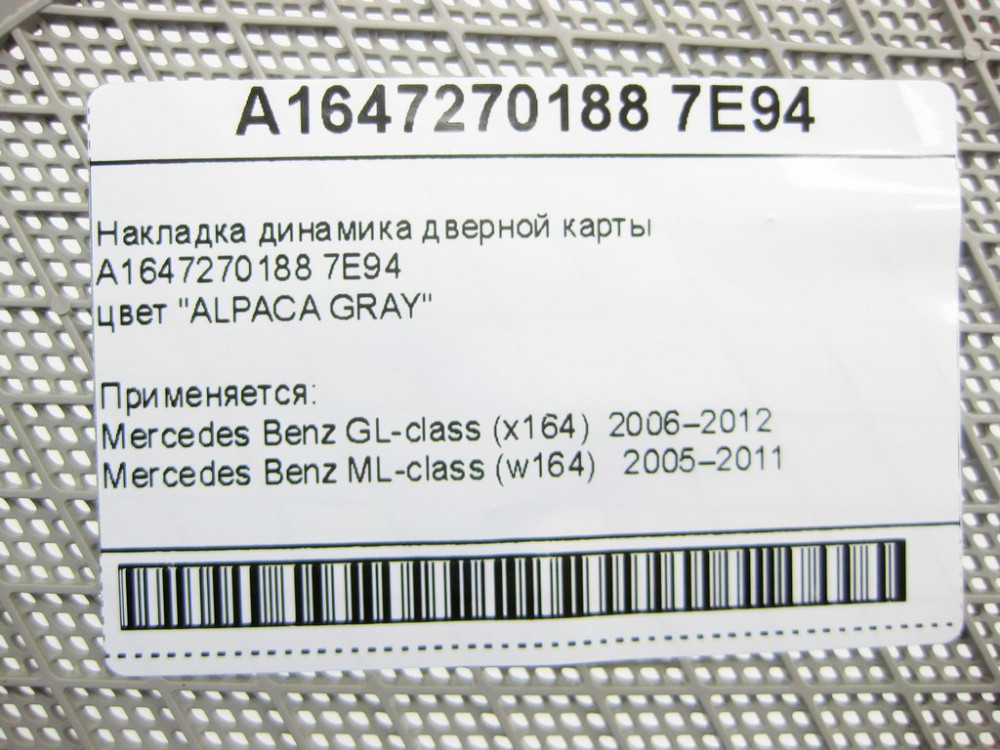 A1647270188 7E94
Накладка динамика дверной карты
A1647270188 7E94
цвет "ALPACA GRAY"
Применяется:
Mercedes Benz GL-class (x164) 2006–2012
Mercedes Benz ML-class (w164) 2005–2011